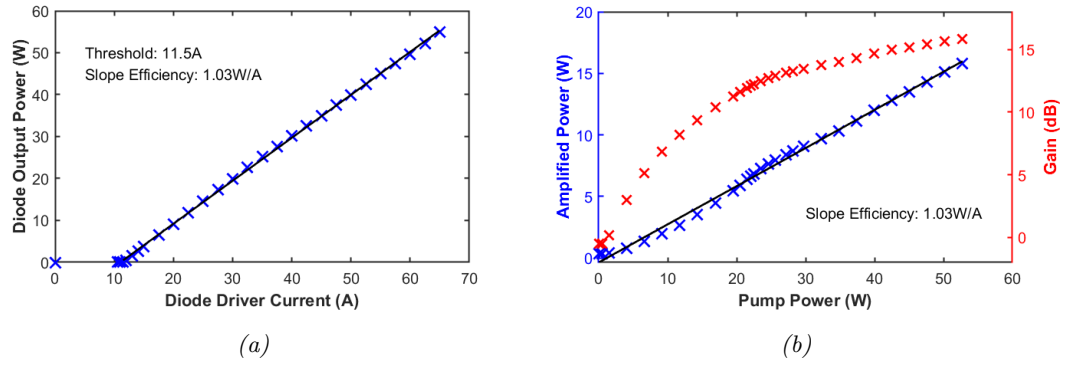 60
50
40
30
20
10
0
Diode Output Power (W)
Threshold: 11.5A
Slope Efficiency: 1.03W/A
0 10 20 30 40 50 60 70
Diode Driver Current (A)
(a)
20
15
10
5
0
Amplified Power (W)
Slope Efficiency: 1.03W/A
15
10
5
0
Gain (dB)
0 10 20 30 40 50 60
Pump Power (W)
(b)